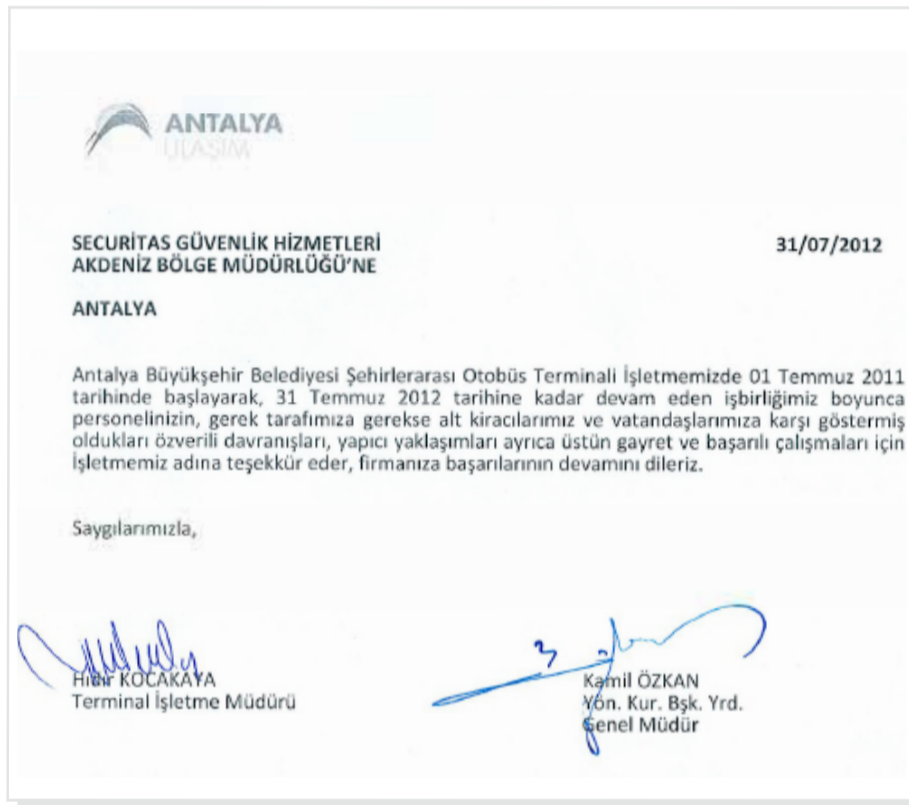 ANTALYA
ULAŞIM
SECURİTAS GÜVENLİK HİZMETLERİ
31/07/2012
AKDENİZ BÖLGE MÜDÜRLÜĞÜ'NE
ANTALYA
Antalya Büyükşehir Belediyesi Şehirlerarası Otobüs Terminali İşletmemizde 01 Temmuz 2011
tarihinde başlayarak, 31 Temmuz 2012 tarihine kadar devam eden işbirliğimiz boyunca
personelinizin, gerek tarafımıza gerekse alt kiracılarımız ve vatandaşlarımıza karşı göstermiş
oldukları özverili davranışları, yapıcı yaklaşımları ayrıca üstün gayret ve başarılı çalışmaları için
İşletmemiz adına teşekkür eder, firmanıza başarılarının devamını dileriz.
Saygılarımızla,
Hıdır KOCAKAYA
Terminal İşletme Müdürü
Kamil ÖZKAN
Yön. Kur. Bşk. Yrd.
Genel Müdür